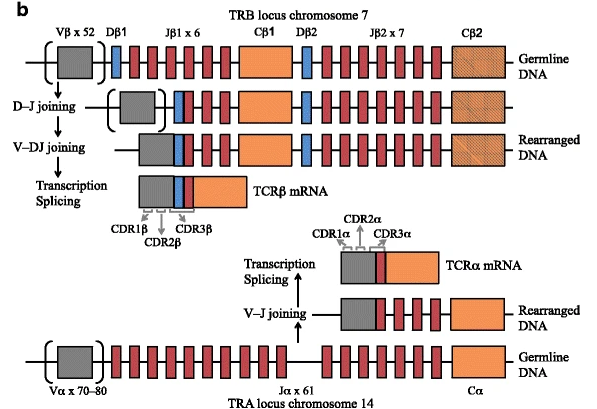 b
TRB locus chromosome 7
Vβ x 52 Dβ1 Jβ1 x 6 Cβ1 Dβ2 Jβ2 x 7 Cβ2
Germline
DNA
D–J joining
V–DJ joining
Rearranged
DNA
Transcription
Splicing
TCRβ mRNA
CDR1β
CDR2β
CDR3β
CDR2α
CDR1α
CDR3α
Transcription
Splicing
TCRα mRNA
V–J joining
Rearranged
DNA
Germline
DNA
Vα x 70–80 Jα x 61 Cα
TRA locus chromosome 14